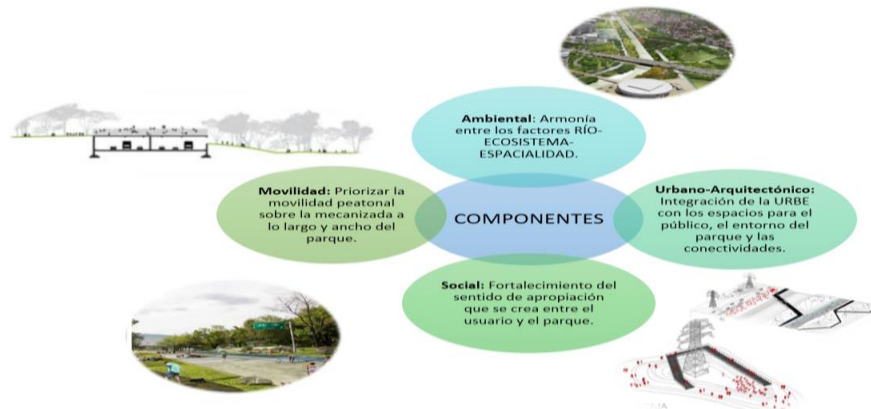 Ambiental: Armonía
entre los factores RÍO-
ECOSISTEMA-
ESPACIALIDAD.
Movilidad: Priorizar la
movilidad peatonal
sobre la mecanizada a
lo largo y ancho del
parque.
COMPONENTES
Urbano-Arquitectónico:
Integración de la URBE
con los espacios para el
público, el entorno del
parque y las
conectividades.
Social: Fortalecimiento del
sentido de apropiación
que se crea entre el
usuario y el parque.